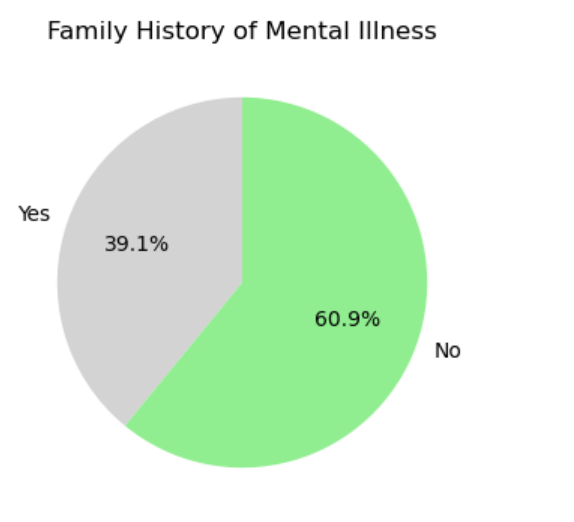 Family History of Mental Illness
Yes
39.1%
60.9%
No